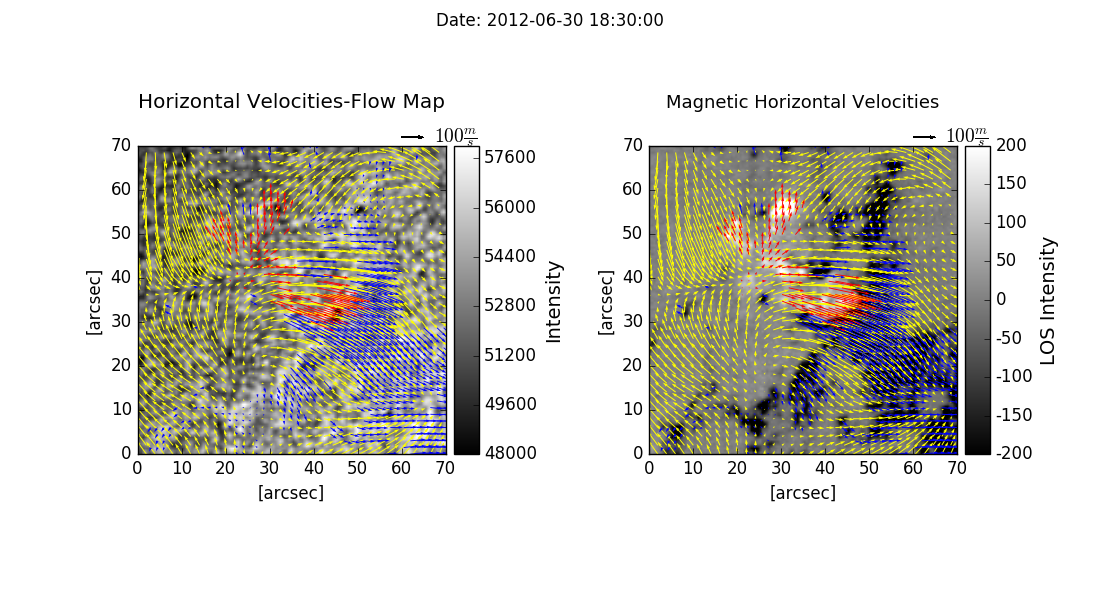 Date: 2012-06-30 18:30:00
Horizontal Velocities-Flow Map
100 m/s
70
60
50
40
30
20
10
0
0 10 20 30 40 50 60 70
[arcsec]
[arcsec]
57600
56000
54400
52800
51200
49600
48000
Intensity
Magnetic Horizontal Velocities
100 m/s
70
60
50
40
30
20
10
0
0 10 20 30 40 50 60 70
[arcsec]
[arcsec]
200
150
100
50
0
-50
-100
-150
-200
LOS Intensity